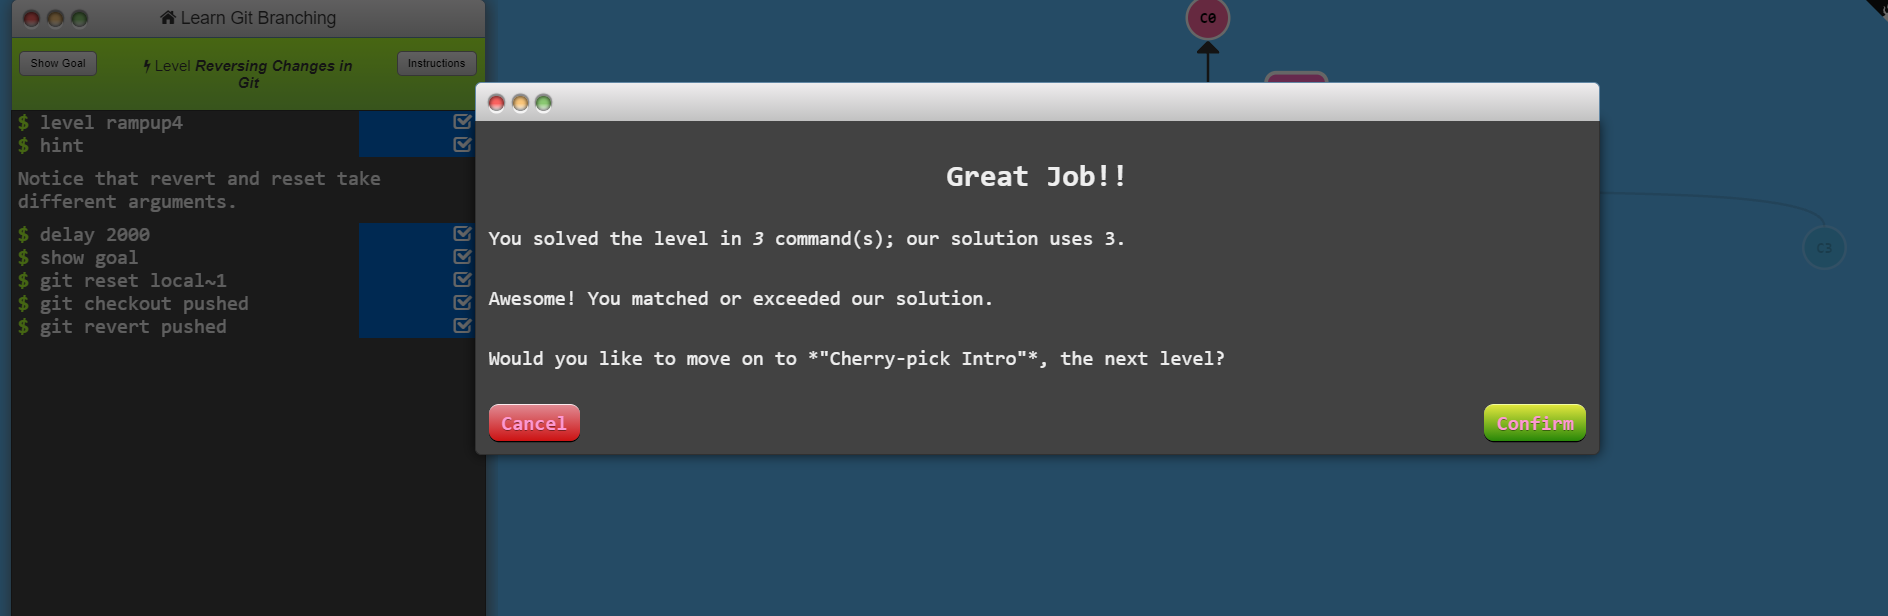 Learn Git Branching
Show Goal
Level Reversing Changes in
Git
Instructions
$ level rampup4
$ hint
Notice that revert and reset take
different arguments.
$ delay 2000
$ show goal
$ git reset local~1
$ git checkout pushed
$ git revert pushed
C0
Great Job!!
You solved the level in 3 command(s); our solution uses 3.
Awesome! You matched or exceeded our solution.
Would you like to move on to *"Cherry-pick Intro"*, the next level?
Cancel
Confirm
C3